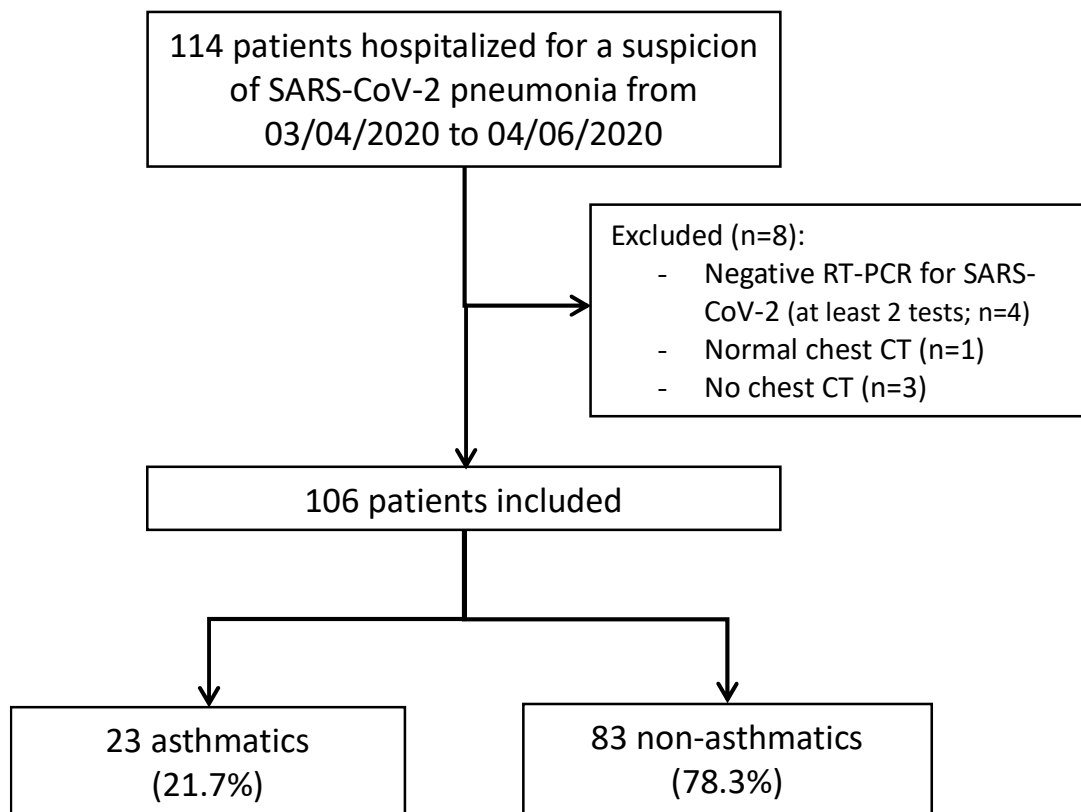 114 patients hospitalized for a suspicion
of SARS-CoV-2 pneumonia from
03/04/2020 to 04/06/2020
Excluded (n=8):
- Negative RT-PCR for SARS-
CoV-2 (at least 2 tests; n=4)
- Normal chest CT (n=1)
- No chest CT (n=3)
106 patients included
23 asthmatics
(21.7%)
83 non-asthmatics
(78.3%)